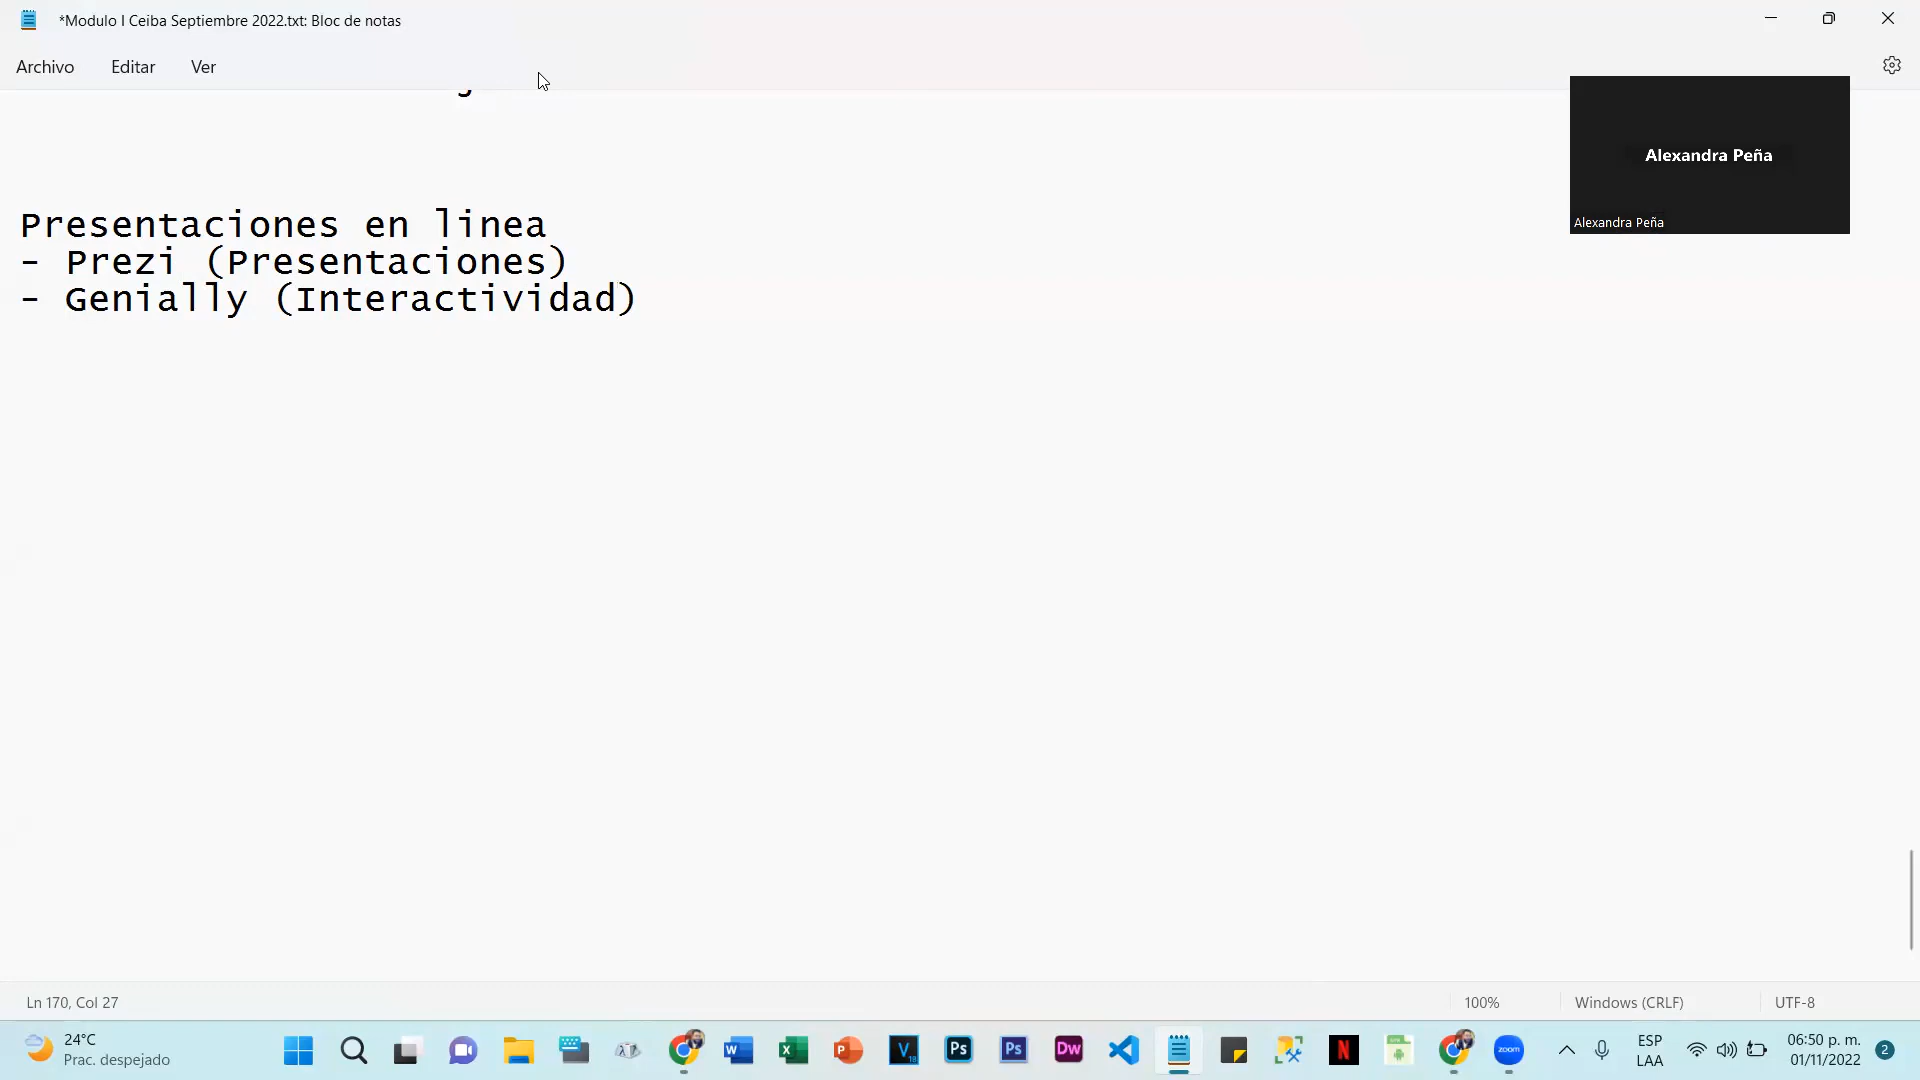 *Modulo I Ceiba Septiembre 2022.txt: Bloc de notas
Archivo Editar Ver
Alexandra Peña
Alexandra Peña
Presentaciones en linea
- Prezi (Presentaciones)
- Genially (Interactividad)
Ln 170, Col 27
100%
Windows (CRLF)
UTF-8
24°C
Prac. despejado
ESP
LAA
06:50 p. m.
01/11/2022
2
zoom